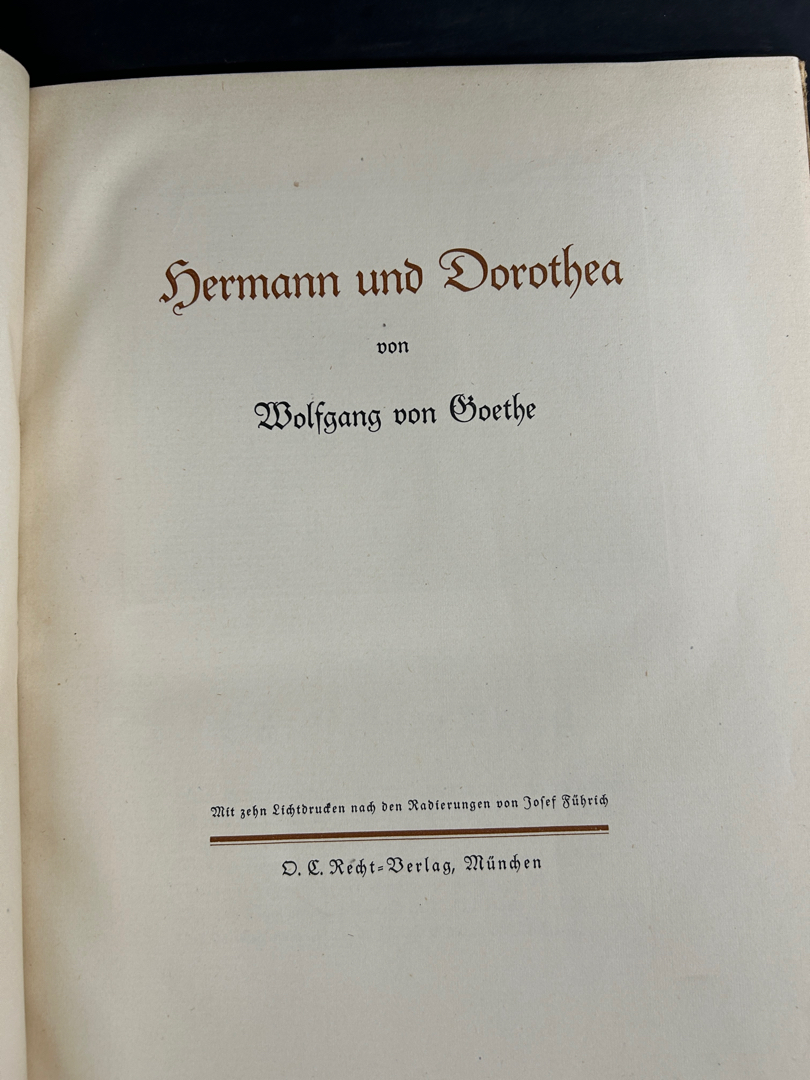 Hermann und Dorothea
von
Wolfgang von Goethe
Mit zehn Lichtdrucken nach den Radierungen von Josef Führich
O. C. Recht-Verlag, München